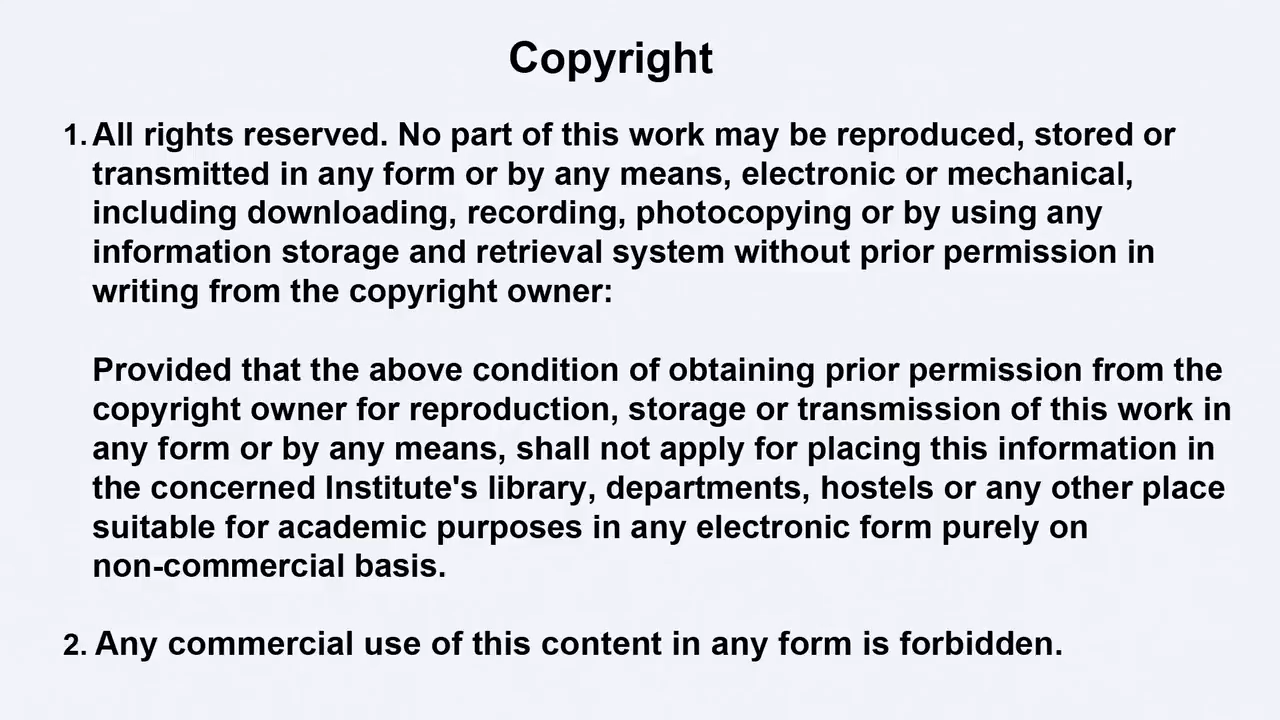 Copyright
1. All rights reserved. No part of this work may be reproduced, stored or
transmitted in any form or by any means, electronic or mechanical,
including downloading, recording, photocopying or by using any
information storage and retrieval system without prior permission in
writing from the copyright owner:
Provided that the above condition of obtaining prior permission from the
copyright owner for reproduction, storage or transmission of this work in
any form or by any means, shall not apply for placing this information in
the concerned Institute's library, departments, hostels or any other place
suitable for academic purposes in any electronic form purely on
non-commercial basis.
2. Any commercial use of this content in any form is forbidden.